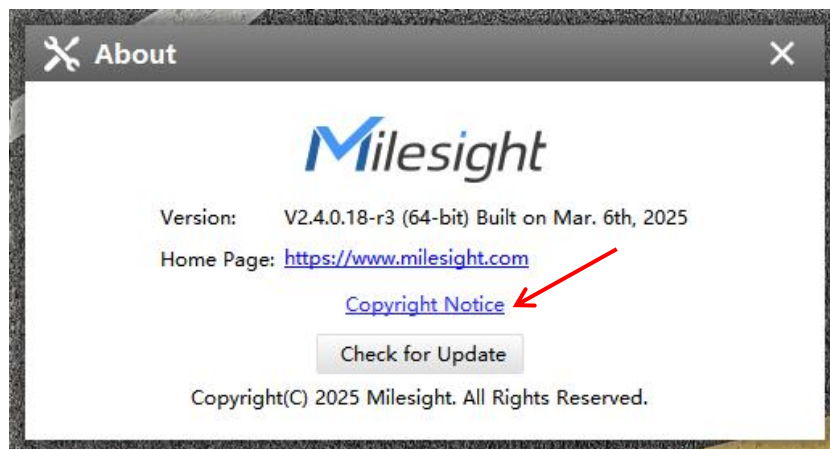 About
Milesight
Version: V2.4.0.18-r3 (64-bit) Built on Mar. 6th, 2025
Home Page: https://www.milesight.com
Copyright Notice
Check for Update
Copyright(C) 2025 Milesight. All Rights Reserved.